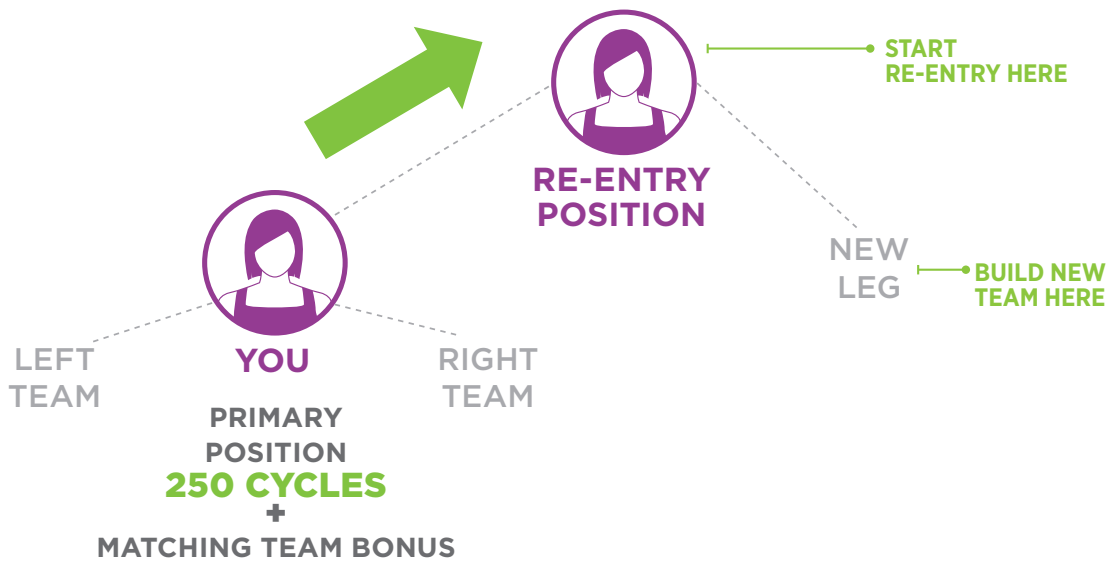 START
RE-ENTRY HERE
RE-ENTRY
POSITION
NEW
LEG
BUILD NEW
TEAM HERE
LEFT
TEAM
YOU
RIGHT
TEAM
PRIMARY
POSITION
250 CYCLES
+
MATCHING TEAM BONUS